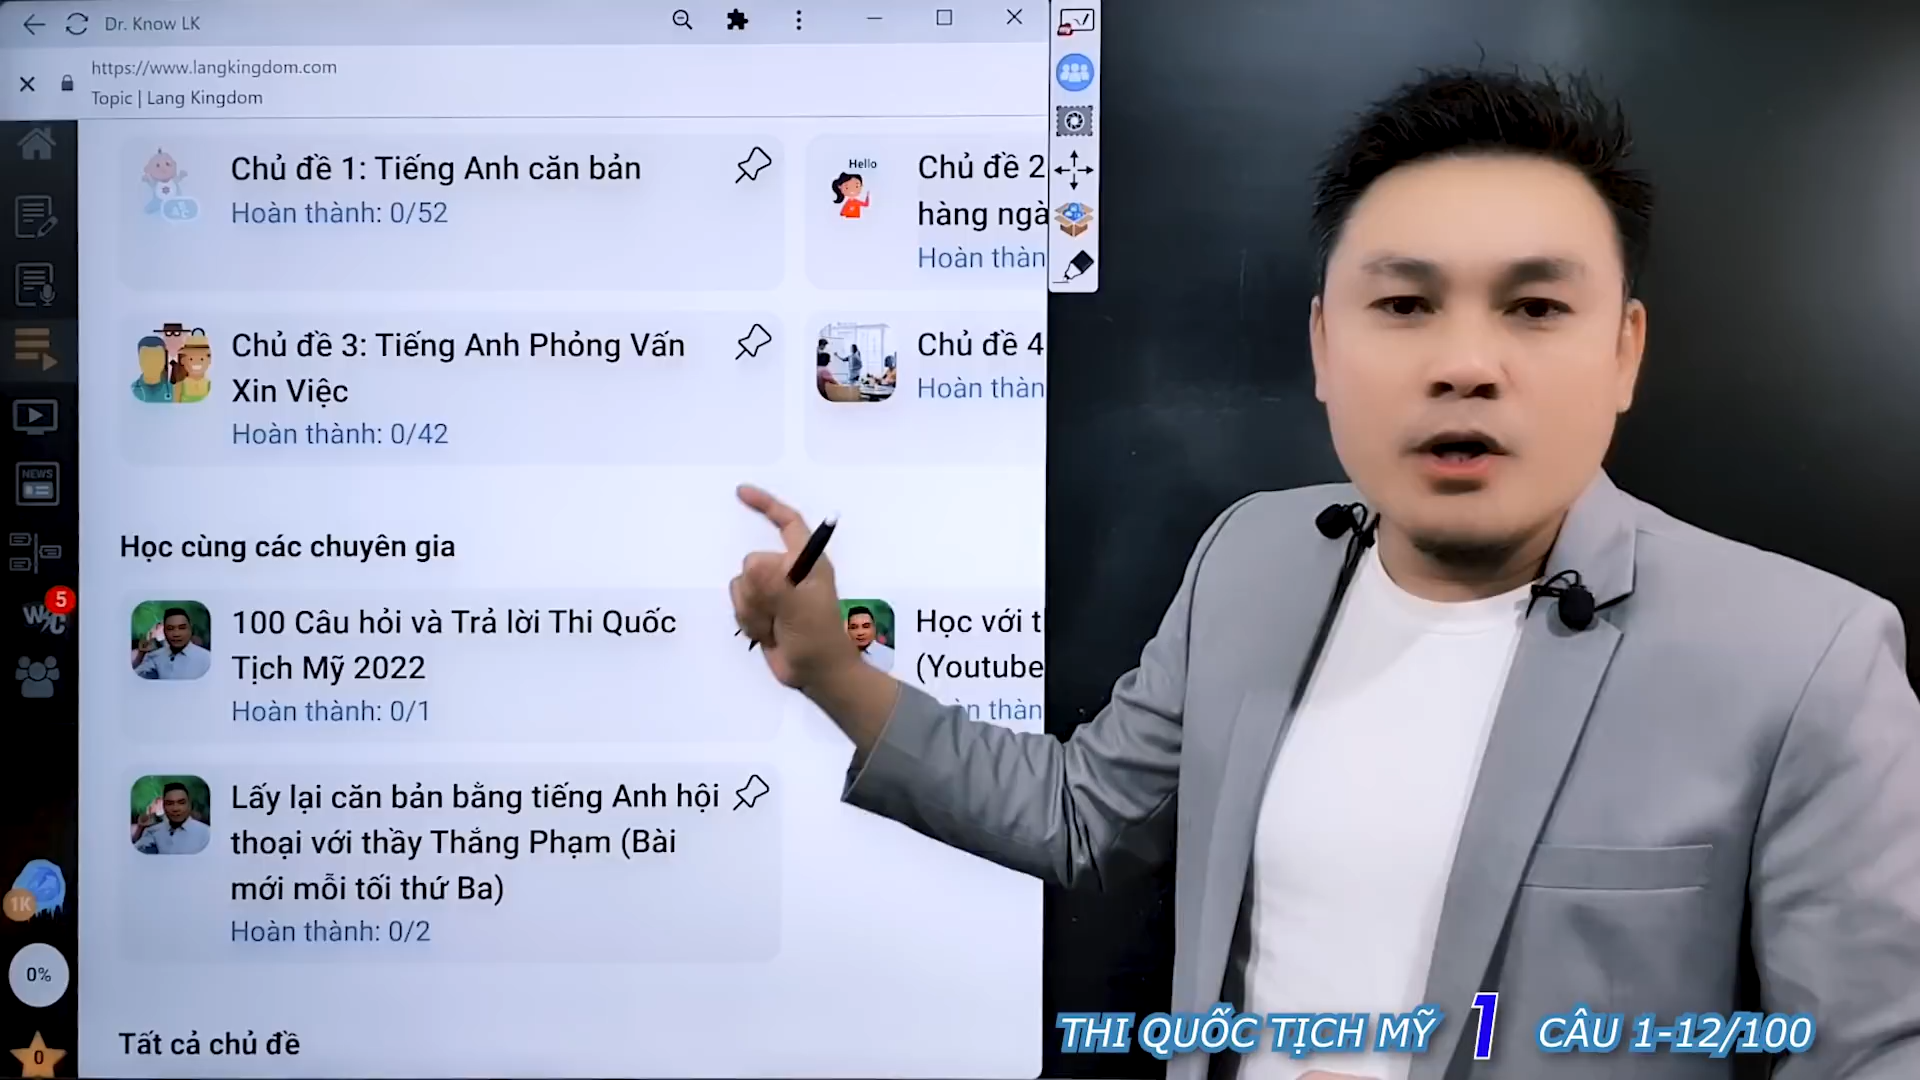 Dr. Know LK
https://www.langkingdom.com
Topic | Lang Kingdom
Chủ đề 1: Tiếng Anh căn bản
Hoàn thành: 0/52
Hello
Chủ đề 2
hàng ngà
Hoàn thàn
Chủ đề 3: Tiếng Anh Phỏng Vấn
Xin Việc
Hoàn thành: 0/42
Chủ đề 4
Hoàn thàn
NEWS
Học cùng các chuyên gia
5
W/C
100 Câu hỏi và Trả lời Thi Quốc
Tịch Mỹ 2022
Hoàn thành: 0/1
Học với t
(Youtube
n thàn
Lấy lại căn bản bằng tiếng Anh hội
thoại với thầy Thắng Phạm (Bài
mới mỗi tối thứ Ba)
Hoàn thành: 0/2
1K
0%
0
Tất cả chủ đề
THI QUỐC TỊCH MỸ 1 CÂU 1-12/100